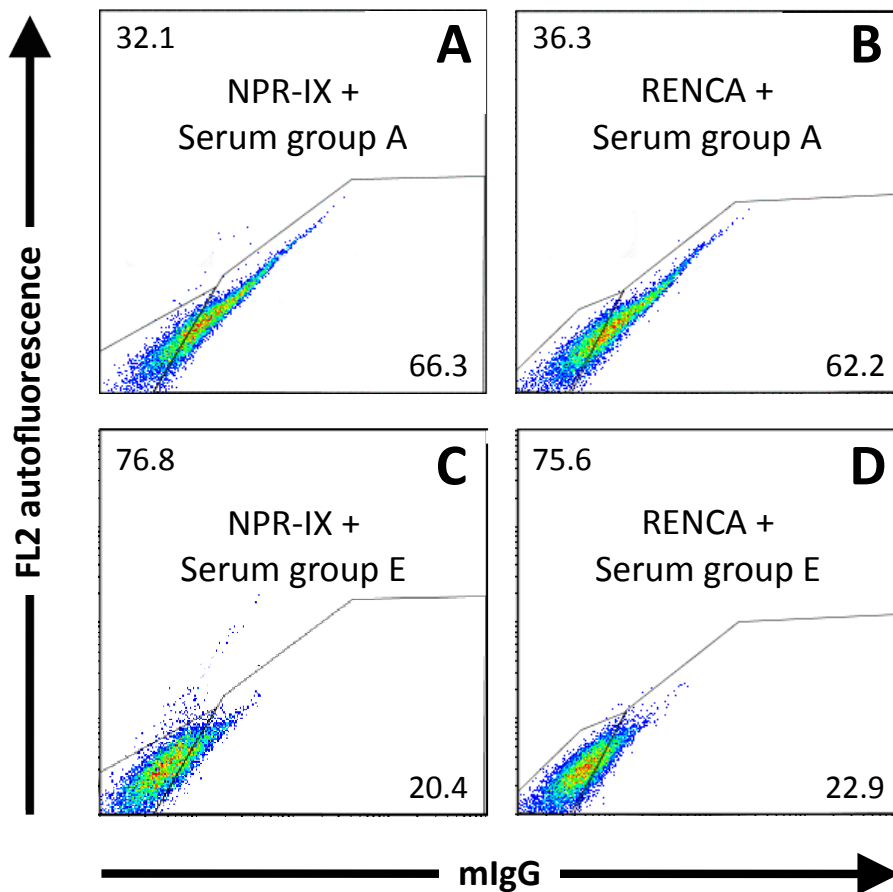 FL2 autofluorescence
32.1
A
NPR-IX +
Serum group A
66.3
36.3
B
RENCA +
Serum group A
62.2
76.8
C
NPR-IX +
Serum group E
20.4
75.6
D
RENCA +
Serum group E
22.9
mIgG